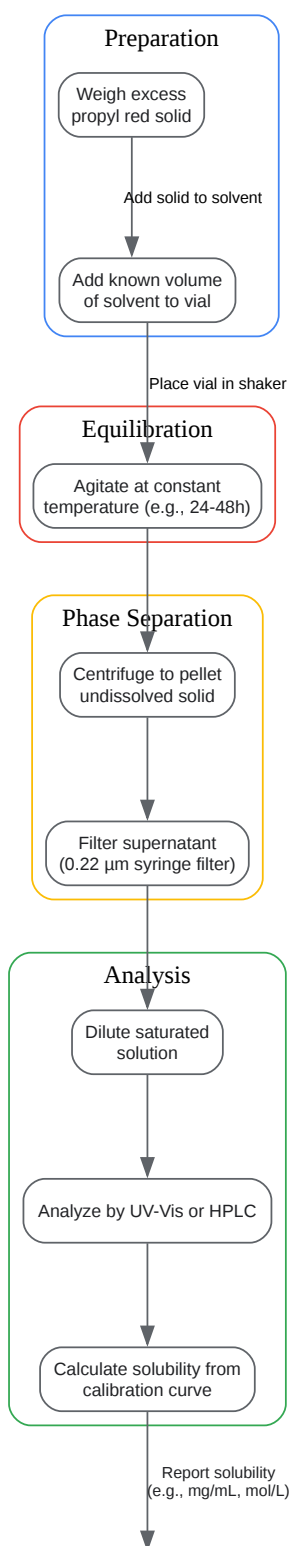 Preparation
Weigh excess
propyl red solid
Add solid to solvent
Add known volume
of solvent to vial
Place vial in shaker
Equilibration
Agitate at constant
temperature (e.g., 24-48h)
Phase Separation
Centrifuge to pellet
undissolved solid
Filter supernatant
(0.22 µm syringe filter)
Analysis
Dilute saturated
solution
Analyze by UV-Vis or HPLC
Calculate solubility from
calibration curve
Report solubility
(e.g., mg/mL, mol/L)